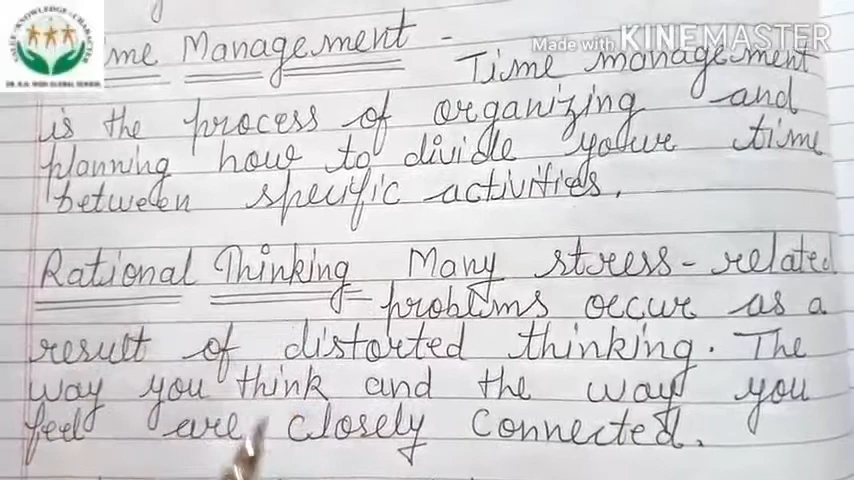 Made with KINEMASTER
me Management -
Time management
is the process of organizing and
planning how to divide your time
between specific activities.
Rational Thinking Many stress-related
- problems occur as a
result of distorted thinking. The
way you think and the way you
feel are closely connected.